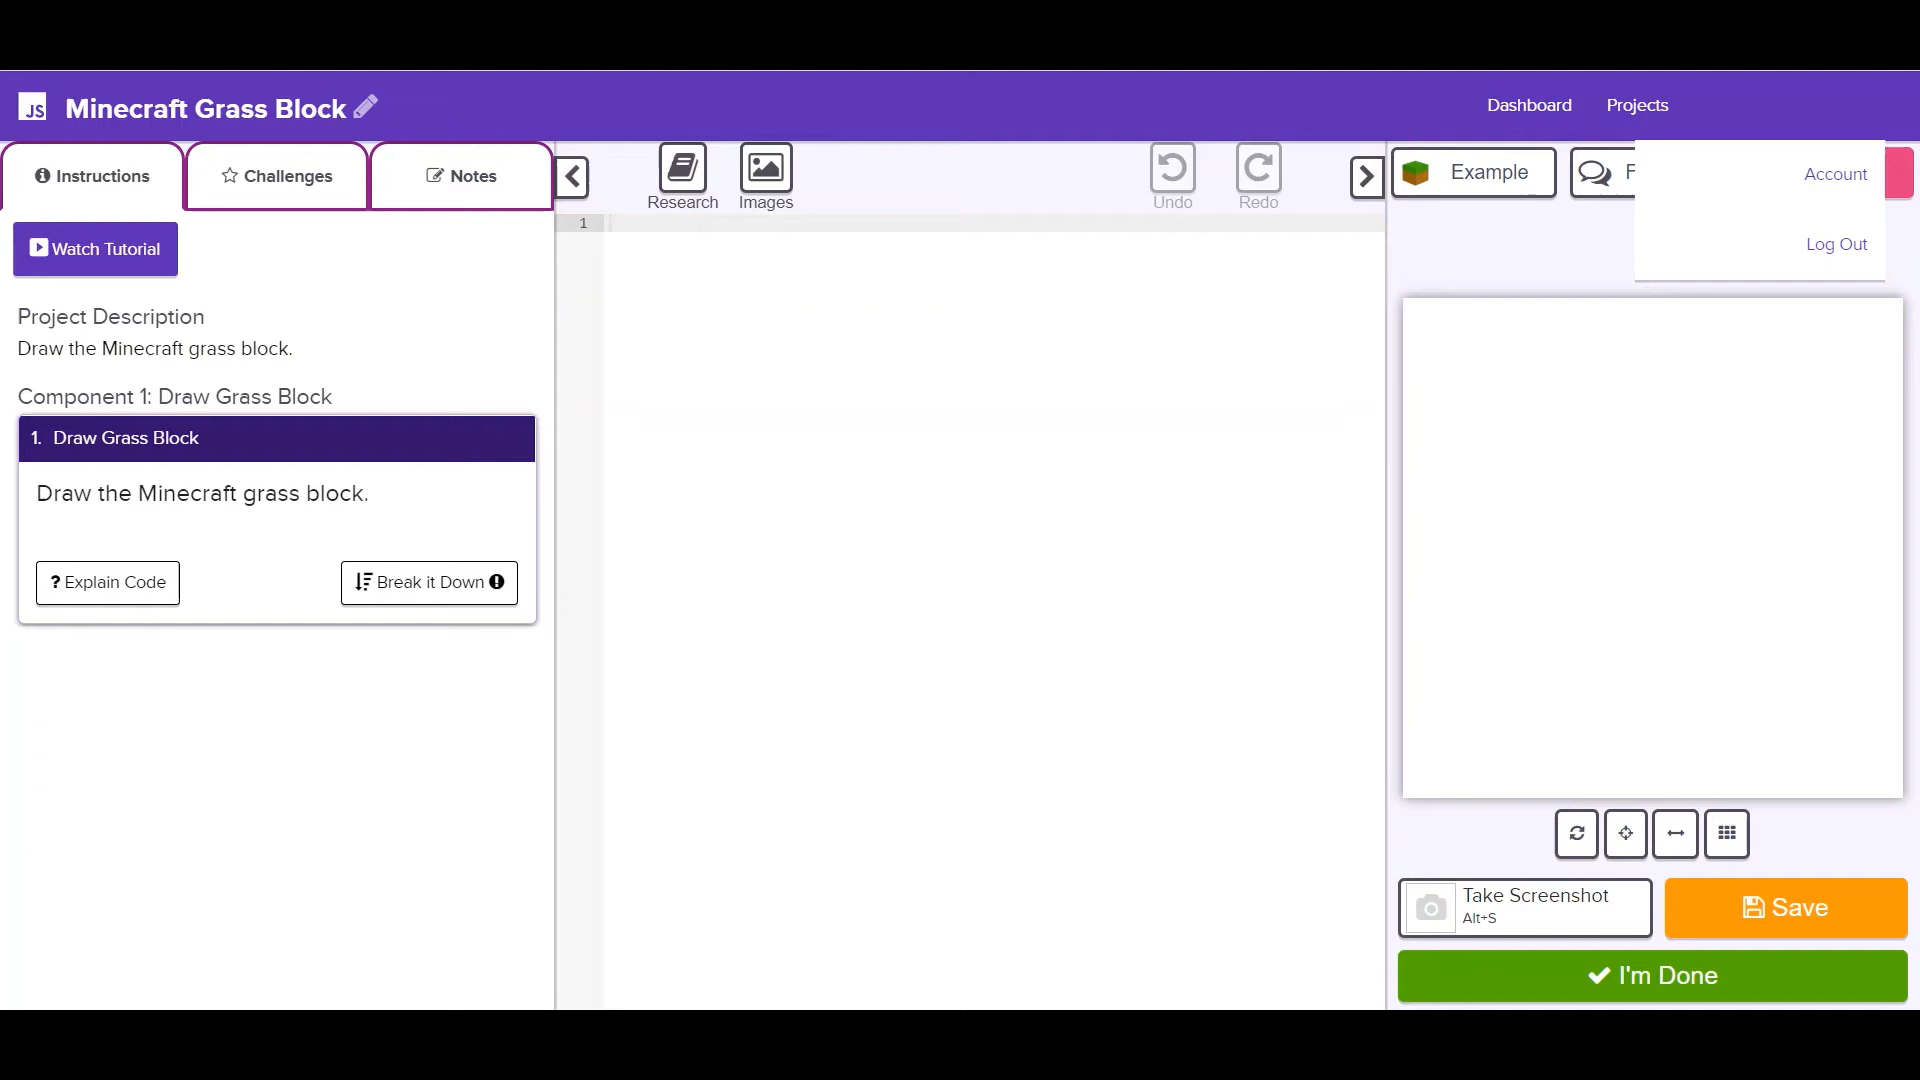 JS Minecraft Grass Block
Dashboard Projects
Instructions Challenges Notes
Research Images Undo Redo
Example F
Account
Log Out
1
Watch Tutorial
Project Description
Draw the Minecraft grass block.
Component 1: Draw Grass Block
1. Draw Grass Block
Draw the Minecraft grass block.
? Explain Code Break it Down
Take Screenshot
Alt+S
Save
I'm Done